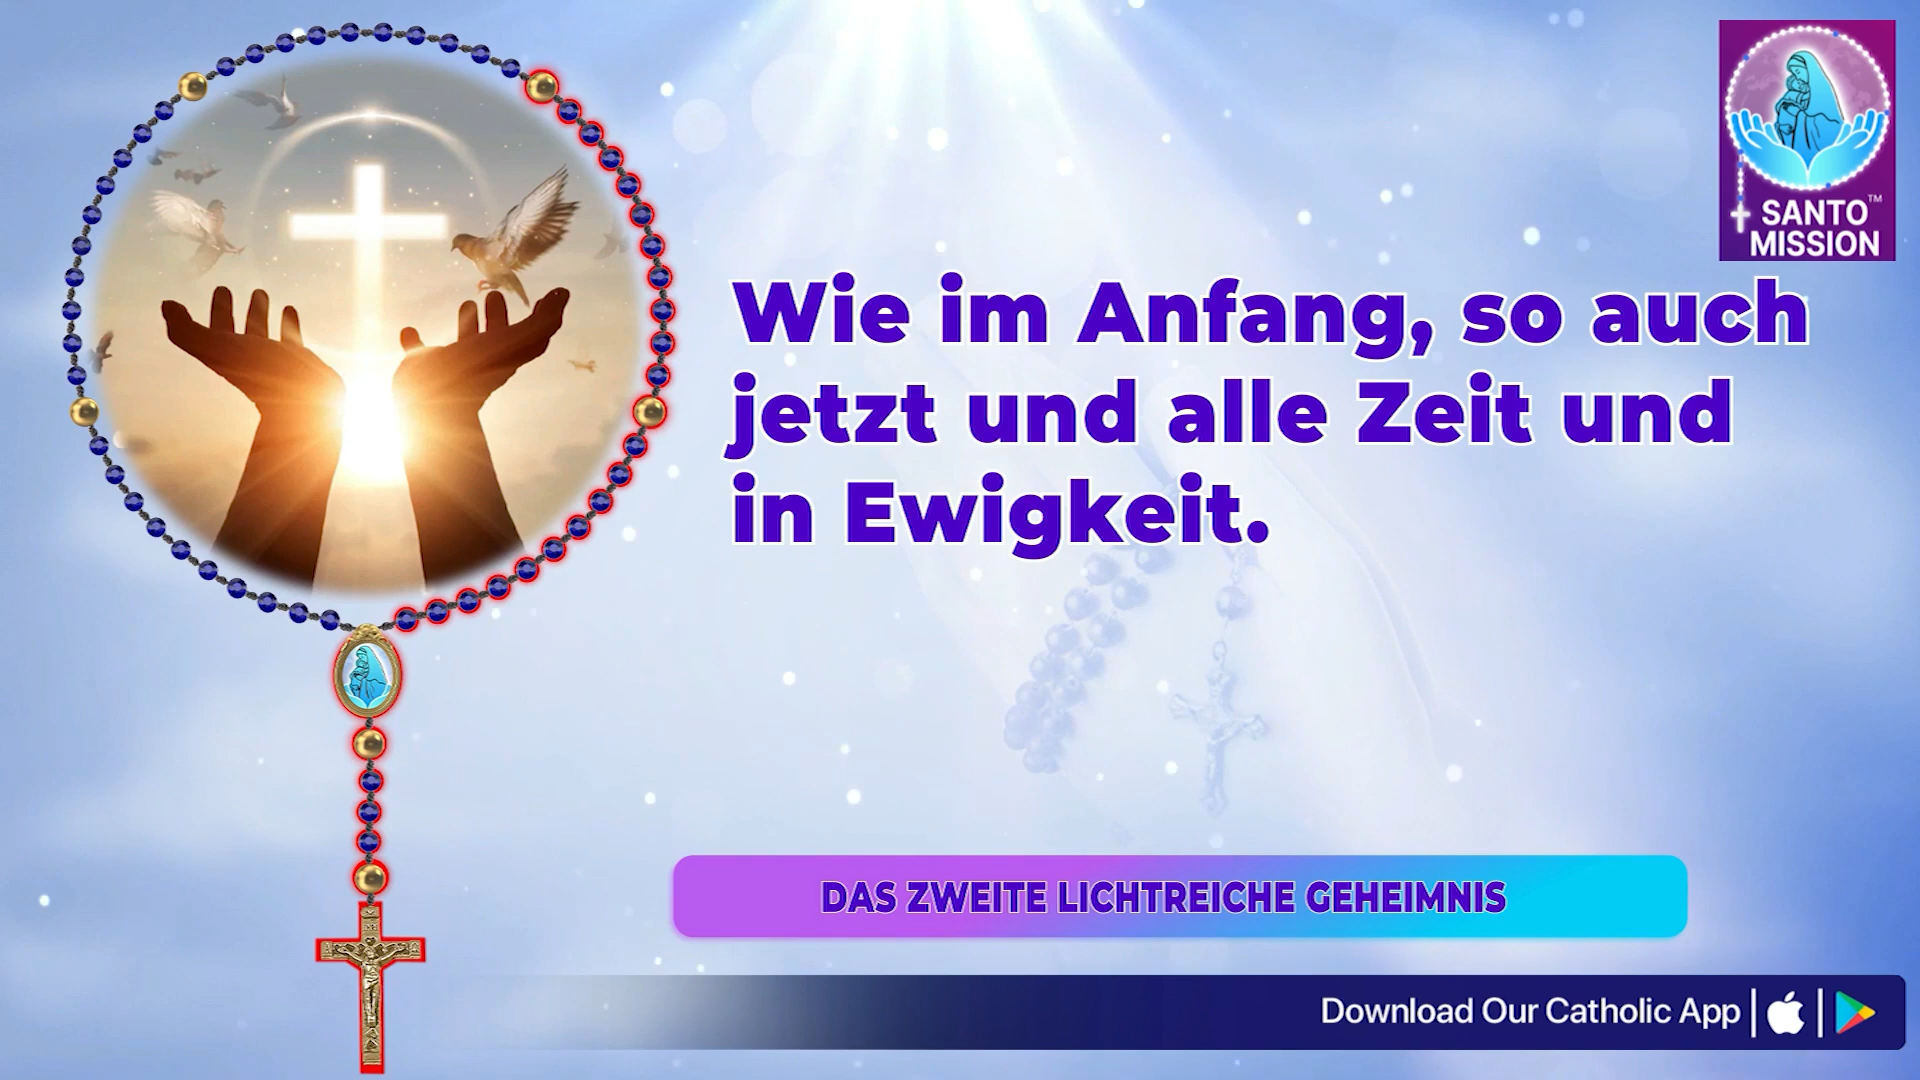 SANTO™
MISSION
Wie im Anfang, so auch
jetzt und alle Zeit und
in Ewigkeit.
DAS ZWEITE LICHTREICHE GEHEIMNIS
Download Our Catholic App